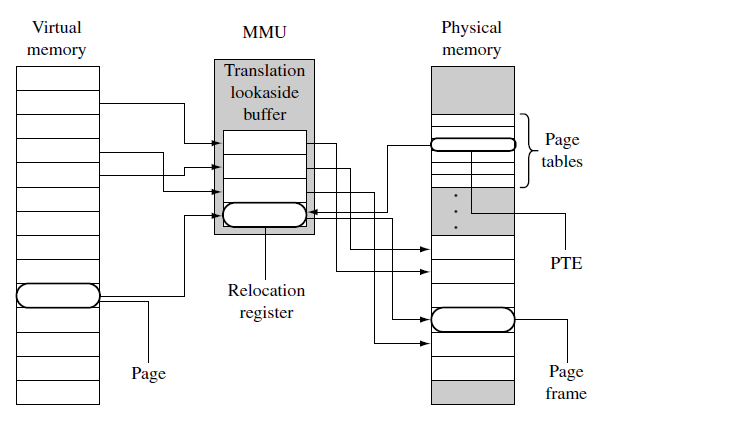 Virtual
memory
MMU
Physical
memory
Translation
lookaside
buffer
Page
tables
PTE
Relocation
register
Page
Page
frame